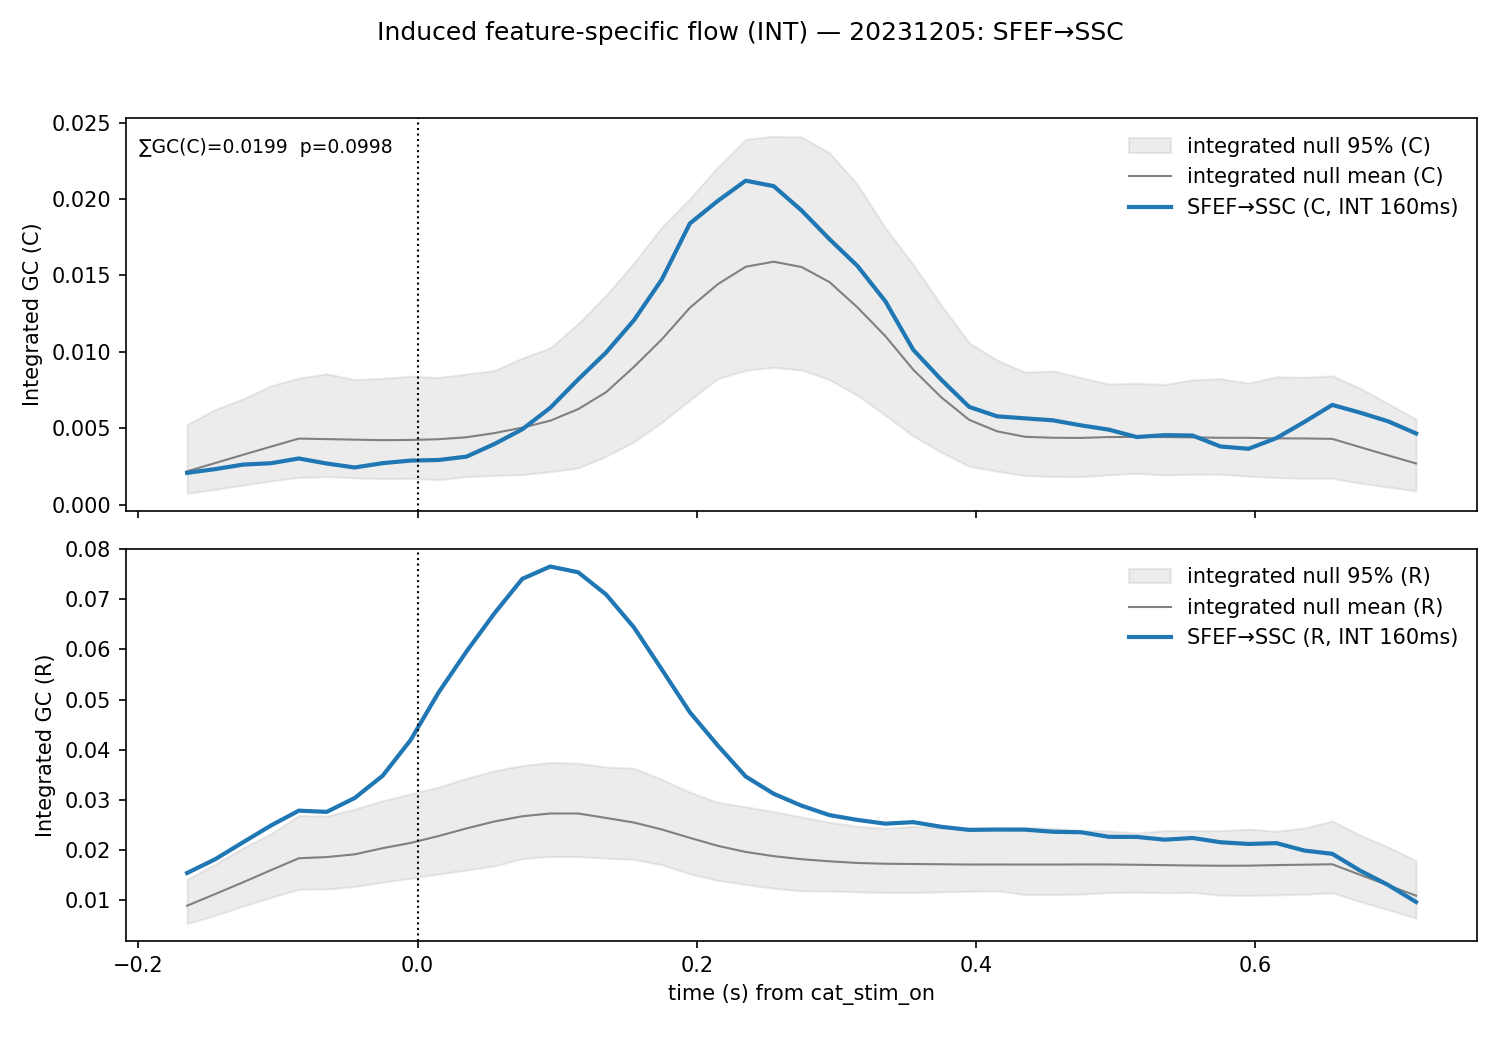 Induced feature-specific flow (INT) — 20231205: SFEF→SSC
∑GC(C)=0.0199 p=0.0998
integrated null 95% (C)
integrated null mean (C)
SFEF→SSC (C, INT 160ms)
Integrated GC (C)
0.025
0.020
0.015
0.010
0.005
0.000
integrated null 95% (R)
integrated null mean (R)
SFEF→SSC (R, INT 160ms)
Integrated GC (R)
0.08
0.07
0.06
0.05
0.04
0.03
0.02
0.01
−0.2 0.0 0.2 0.4 0.6
time (s) from cat_stim_on